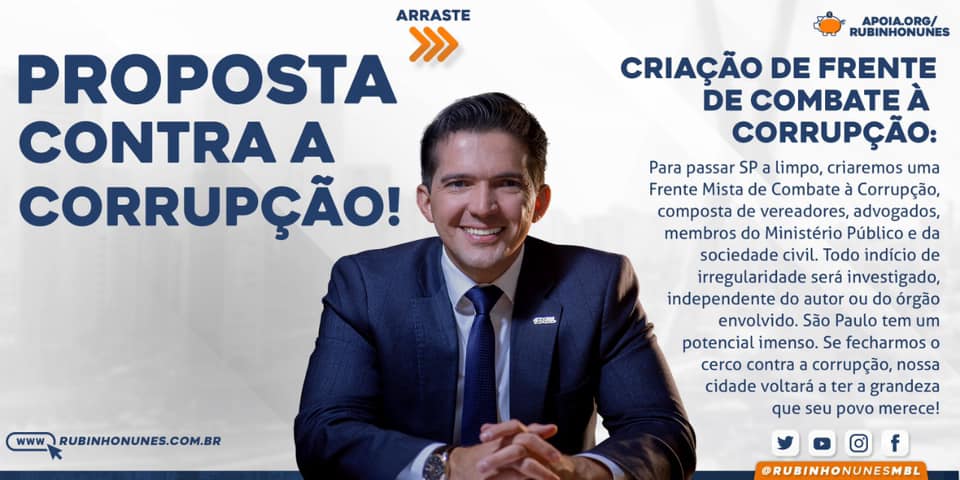 ARRASTE
APOIA.ORG/
RUBINHONUNES
PROPOSTA
CONTRA A
CORRUPÇÃO!
CRIAÇÃO DE FRENTE
DE COMBATE À
CORRUPÇÃO:
Para passar SP a limpo, criaremos uma
Frente Mista de Combate à Corrupção,
composta de vereadores, advogados,
membros do Ministério Público e da
sociedade civil. Todo indício de
irregularidade será investigado,
independente do autor ou do órgão
envolvido. São Paulo tem um
potencial imenso. Se fecharmos o
cerco contra a corrupção, nossa
cidade voltará a ter a grandeza
que seu povo merece!
WWW RUBINHONUNES.COM.BR
@RUBINHONUNESMBL